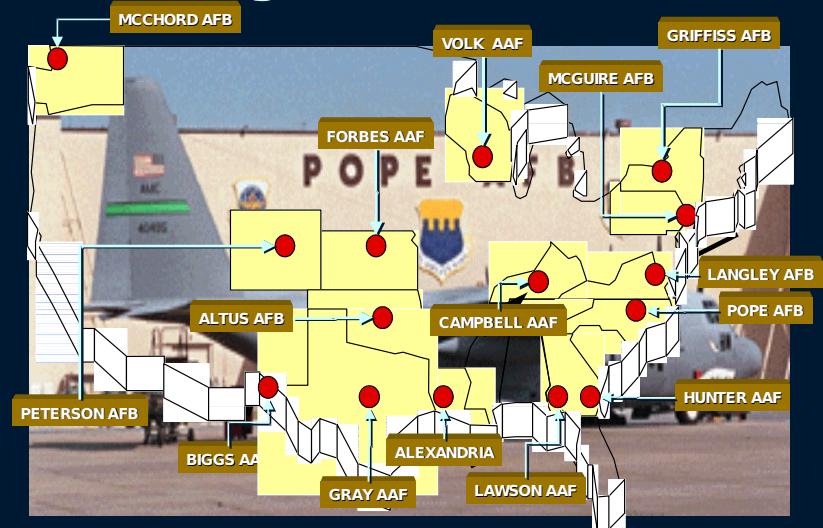 MCCHORD AFB
GRIFFISS AFB
VOLK AAF
MCGUIRE AFB
FORBES AAF
POPE AFB
AMC
LANGLEY AFB
POPE AFB
ALTUS AFB
CAMPBELL AAF
HUNTER AAF
PETERSON AFB
ALEXANDRIA
BIGGS AA
LAWSON AAF
GRAY AAF